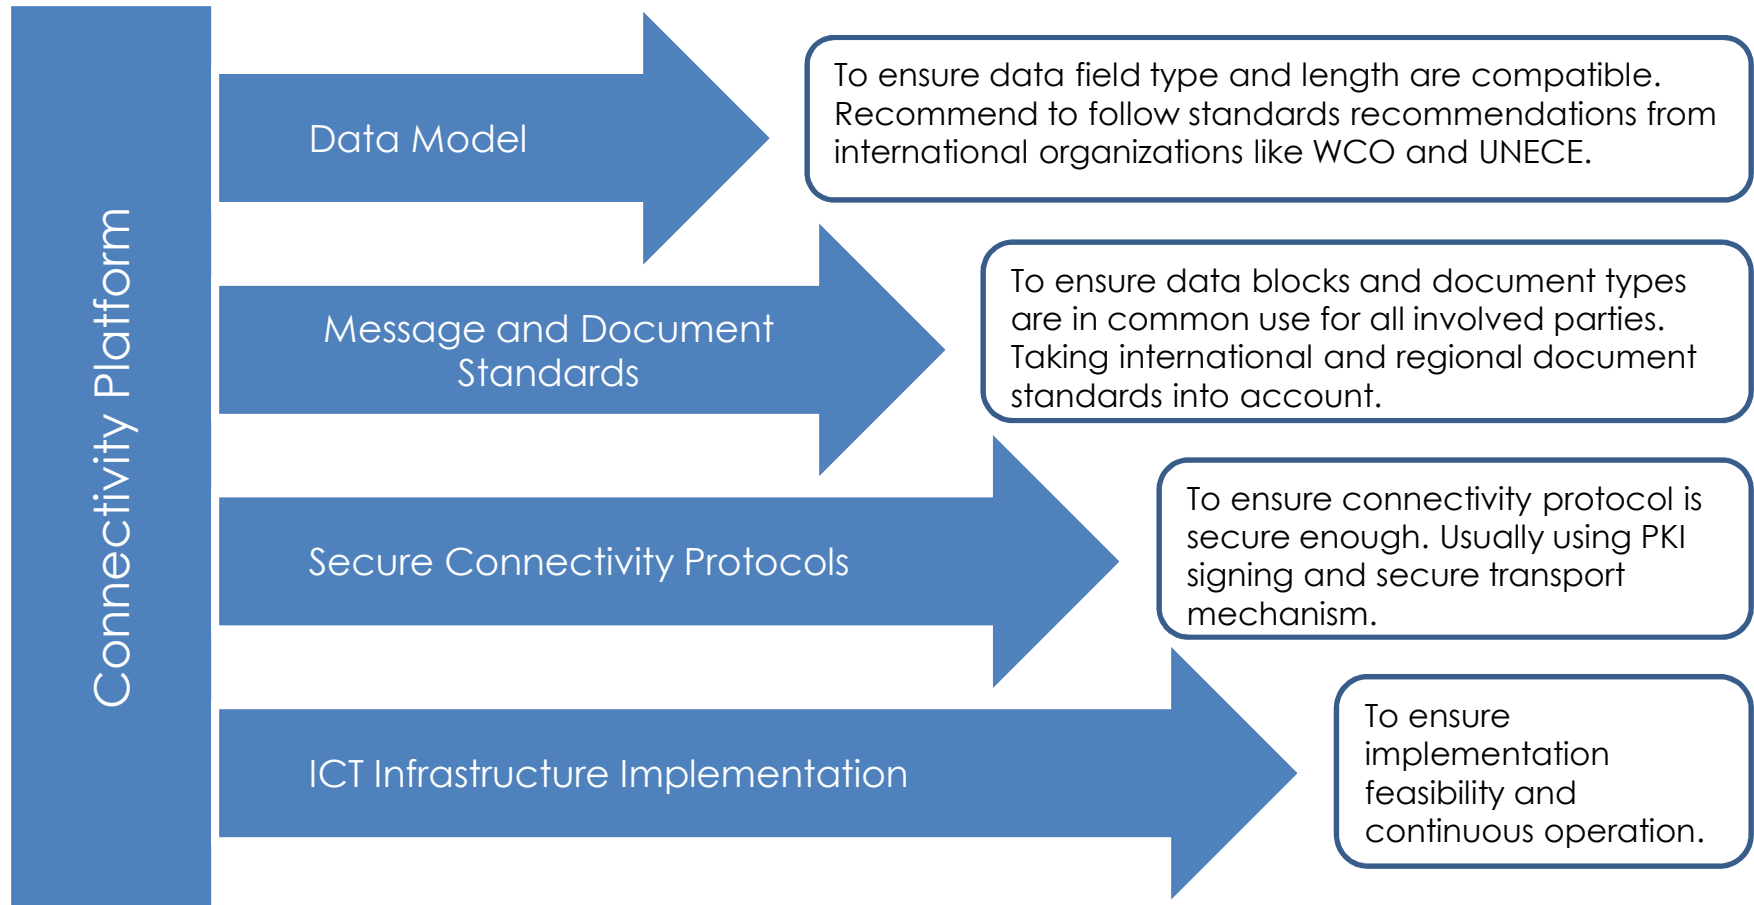 Connectivity Platform
Data Model
To ensure data field type and length are compatible.
Recommend to follow standards recommendations from
international organizations like WCO and UNECE.
Message and Document
Standards
To ensure data blocks and document types
are in common use for all involved parties.
Taking international and regional document
standards into account.
Secure Connectivity Protocols
To ensure connectivity protocol is
secure enough. Usually using PKI
signing and secure transport
mechanism.
ICT Infrastructure Implementation
To ensure
implementation
feasibility and
continuous operation.